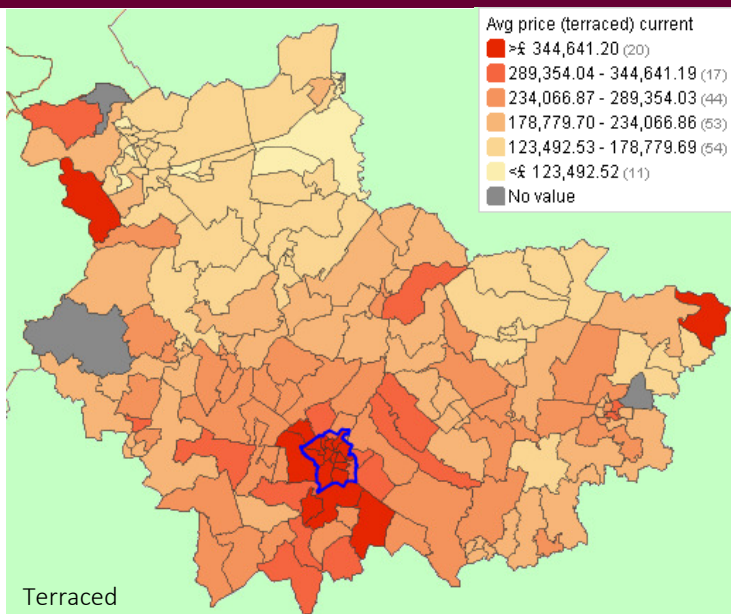 Avg price (terraced) current
>£ 344,641.20 (20)
289,354.04 - 344,641.19 (17)
234,066.87 - 289,354.03 (44)
178,779.70 - 234,066.86 (53)
123,492.53 - 178,779.69 (54)
<£ 123,492.52 (11)
No value
Terraced